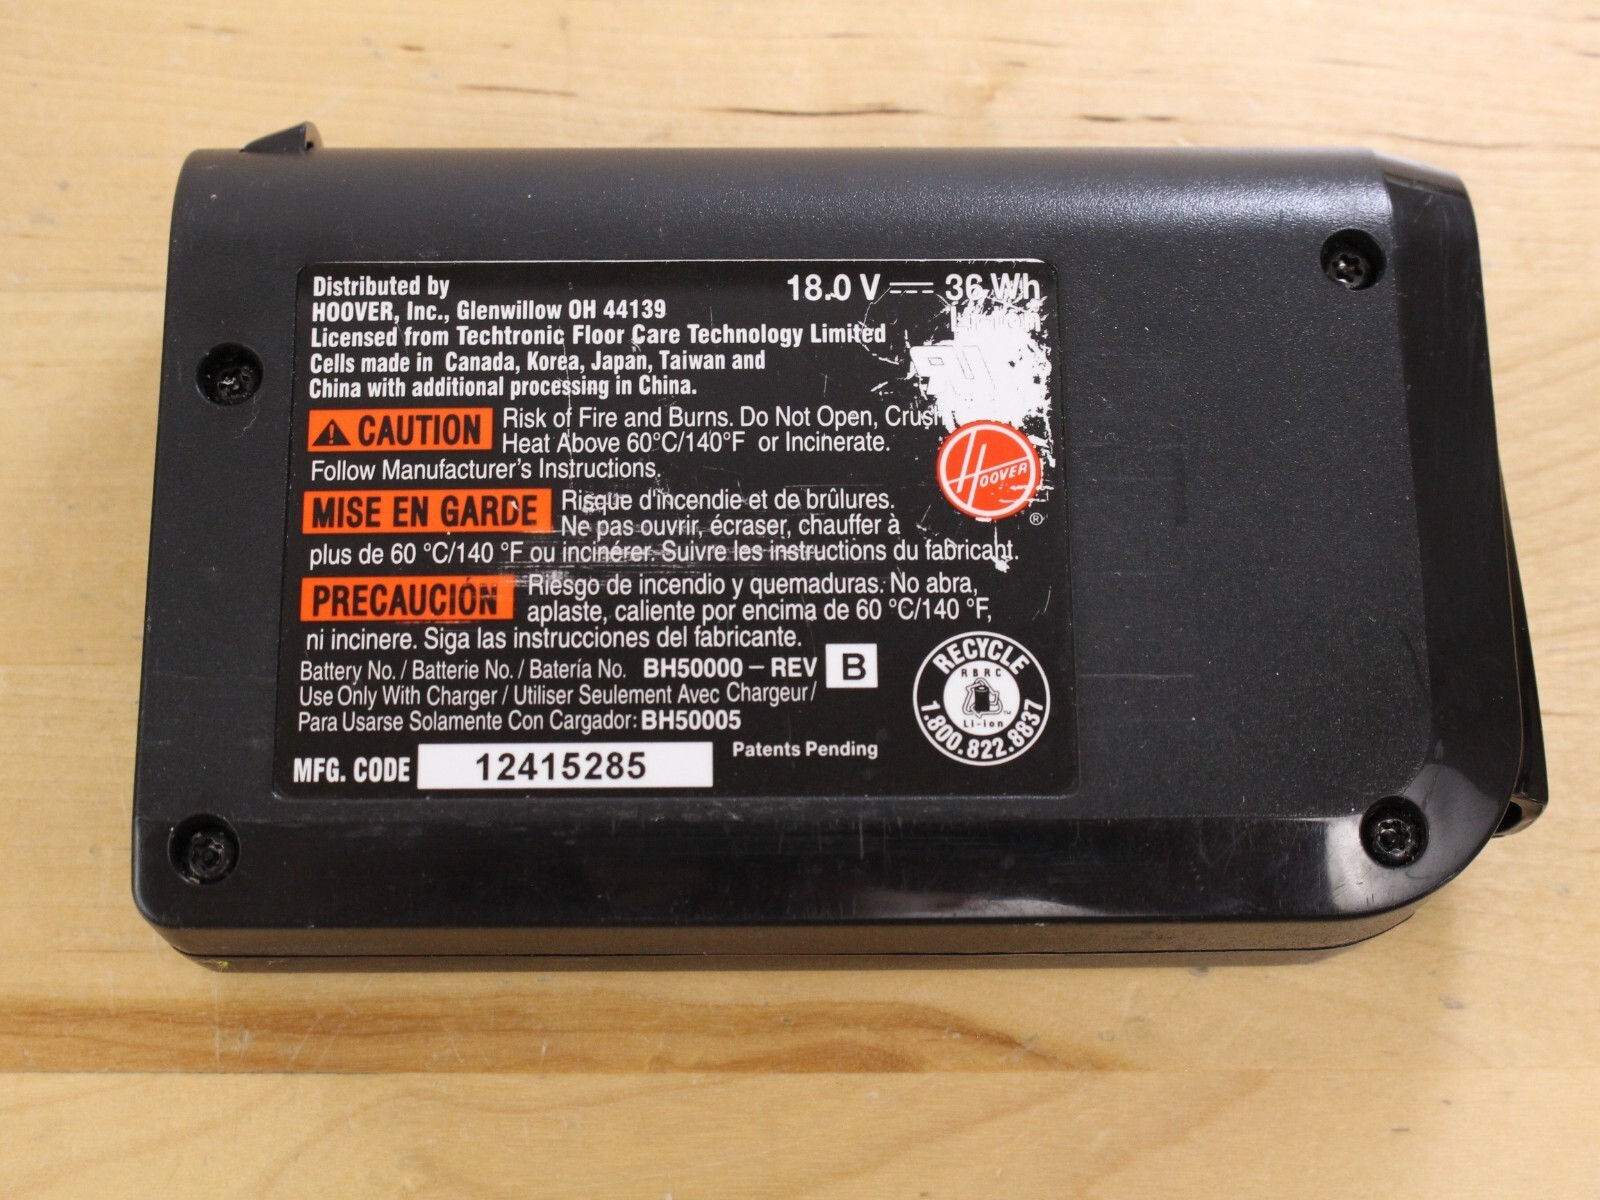 Distributed by
HOOVER, Inc., Glenwillow OH 44139
Licensed from Techtronic Floor Care Technology Limited
Cells made in Canada, Korea, Japan, Taiwan and
China with additional processing in China.
18.0 V 36 Wh
CAUTION Risk of Fire and Burns. Do Not Open, Crush
Heat Above 60°C/140°F or Incinerate.
Follow Manufacturer's Instructions.
HOOVER
®
MISE EN GARDE Risque d'incendie et de brûlures.
Ne pas ouvrir, écraser, chauffer à
plus de 60 °C/140 °F ou incinérer. Suivre les instructions du fabricant.
PRECAUCIÓN Riesgo de incendio y quemaduras. No abra,
aplaste, caliente por encima de 60 °C/140 °F,
ni incinere. Siga las instrucciones del fabricante.
Battery No. / Batterie No. / Batería No. BH50000 – REV B
Use Only With Charger / Utiliser Seulement Avec Chargeur/
Para Usarse Solamente Con Cargador: BH50005
RECYCLE
RBRC
Li-ion
TM
1.800.822.8837
MFG. CODE 12415285
Patents Pending